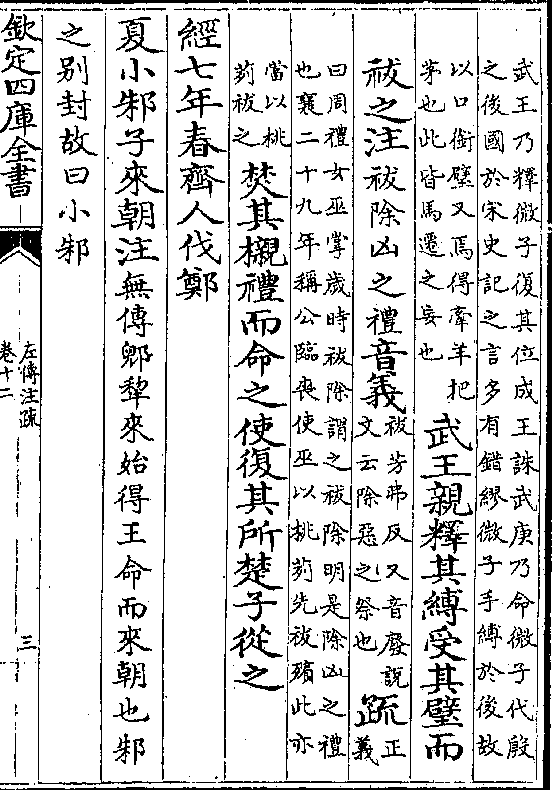 武王乃釋微子復其位成王誅武庚乃命微子代殷
之後國於宋史記之言多有錯繆微子手縛於後故
以口銜璧又焉得牽羊把
茅也此皆馬遷之妄也
武王親釋其縛受其璧而
祓之注祓除凶之禮音義
祓芳弗反又音廢說
文云除惡之祭也
疏
正
義
曰周禮女巫掌歲時祓除謂之祓除明是除凶之禮
也襄二十九年稱公臨喪使巫以桃茢先祓殯此亦
當以桃
茢祓之
焚其櫬禮而命之使復其所楚子從之
經七年春齊人伐鄭
夏小邾子來朝注無傳郳犂來始得王命而來朝也邾
之别封故曰小邾
欽定四庫全書
左傳注疏
卷十二
三